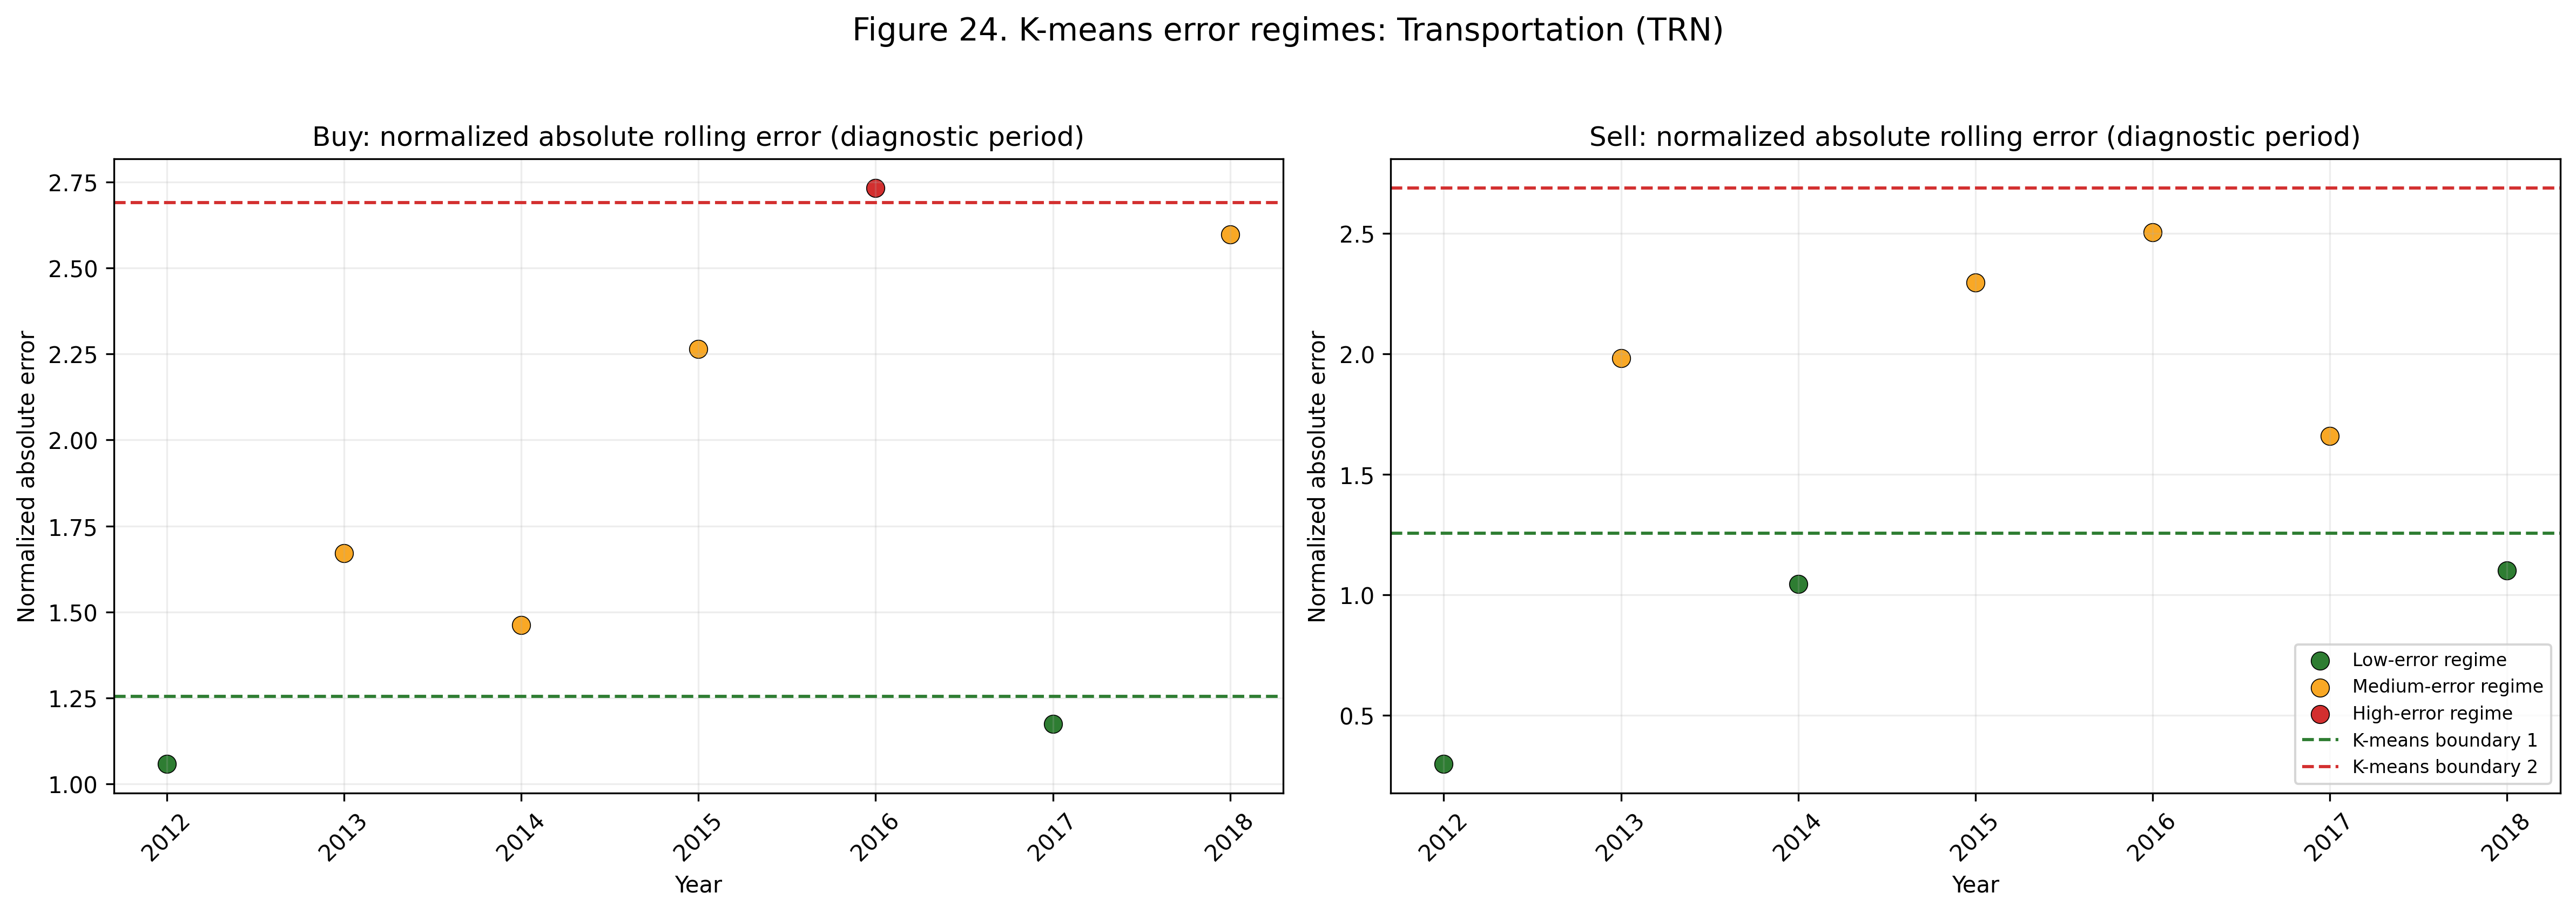 Figure 24. K-means error regimes: Transportation (TRN)
Buy: normalized absolute rolling error (diagnostic period)
Normalized absolute error
2.75
2.50
2.25
2.00
1.75
1.50
1.25
1.00
2012
2013
2014
2015
2016
2017
2018
Year
Sell: normalized absolute rolling error (diagnostic period)
Normalized absolute error
2.5
2.0
1.5
1.0
0.5
Low-error regime
Medium-error regime
High-error regime
K-means boundary 1
K-means boundary 2
2012
2013
2014
2015
2016
2017
2018
Year